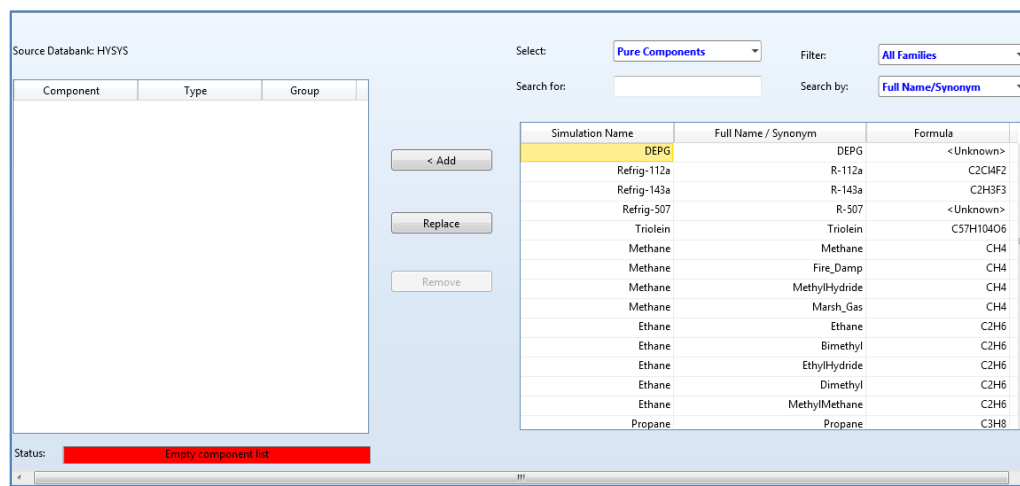 Source Databank: HYSYS
Select: Pure Components Filter: All Families
Search for: Search by: Full Name/Synonym
Component Type Group
Simulation Name Full Name / Synonym Formula
DEPG DEPG <Unknown>
Refrig-112a R-112a C2Cl4F2
Refrig-143a R-143a C2H3F3
Refrig-507 R-507 <Unknown>
Triolein Triolein C57H104O6
Methane Methane CH4
Methane Fire_Damp CH4
Methane MethylHydride CH4
Methane Marsh_Gas CH4
Ethane Ethane C2H6
Ethane Bimethyl C2H6
Ethane EthylHydride C2H6
Ethane Dimethyl C2H6
Ethane MethylMethane C2H6
Propane Propane C3H8
< Add
Replace
Remove
Status: Empty component list